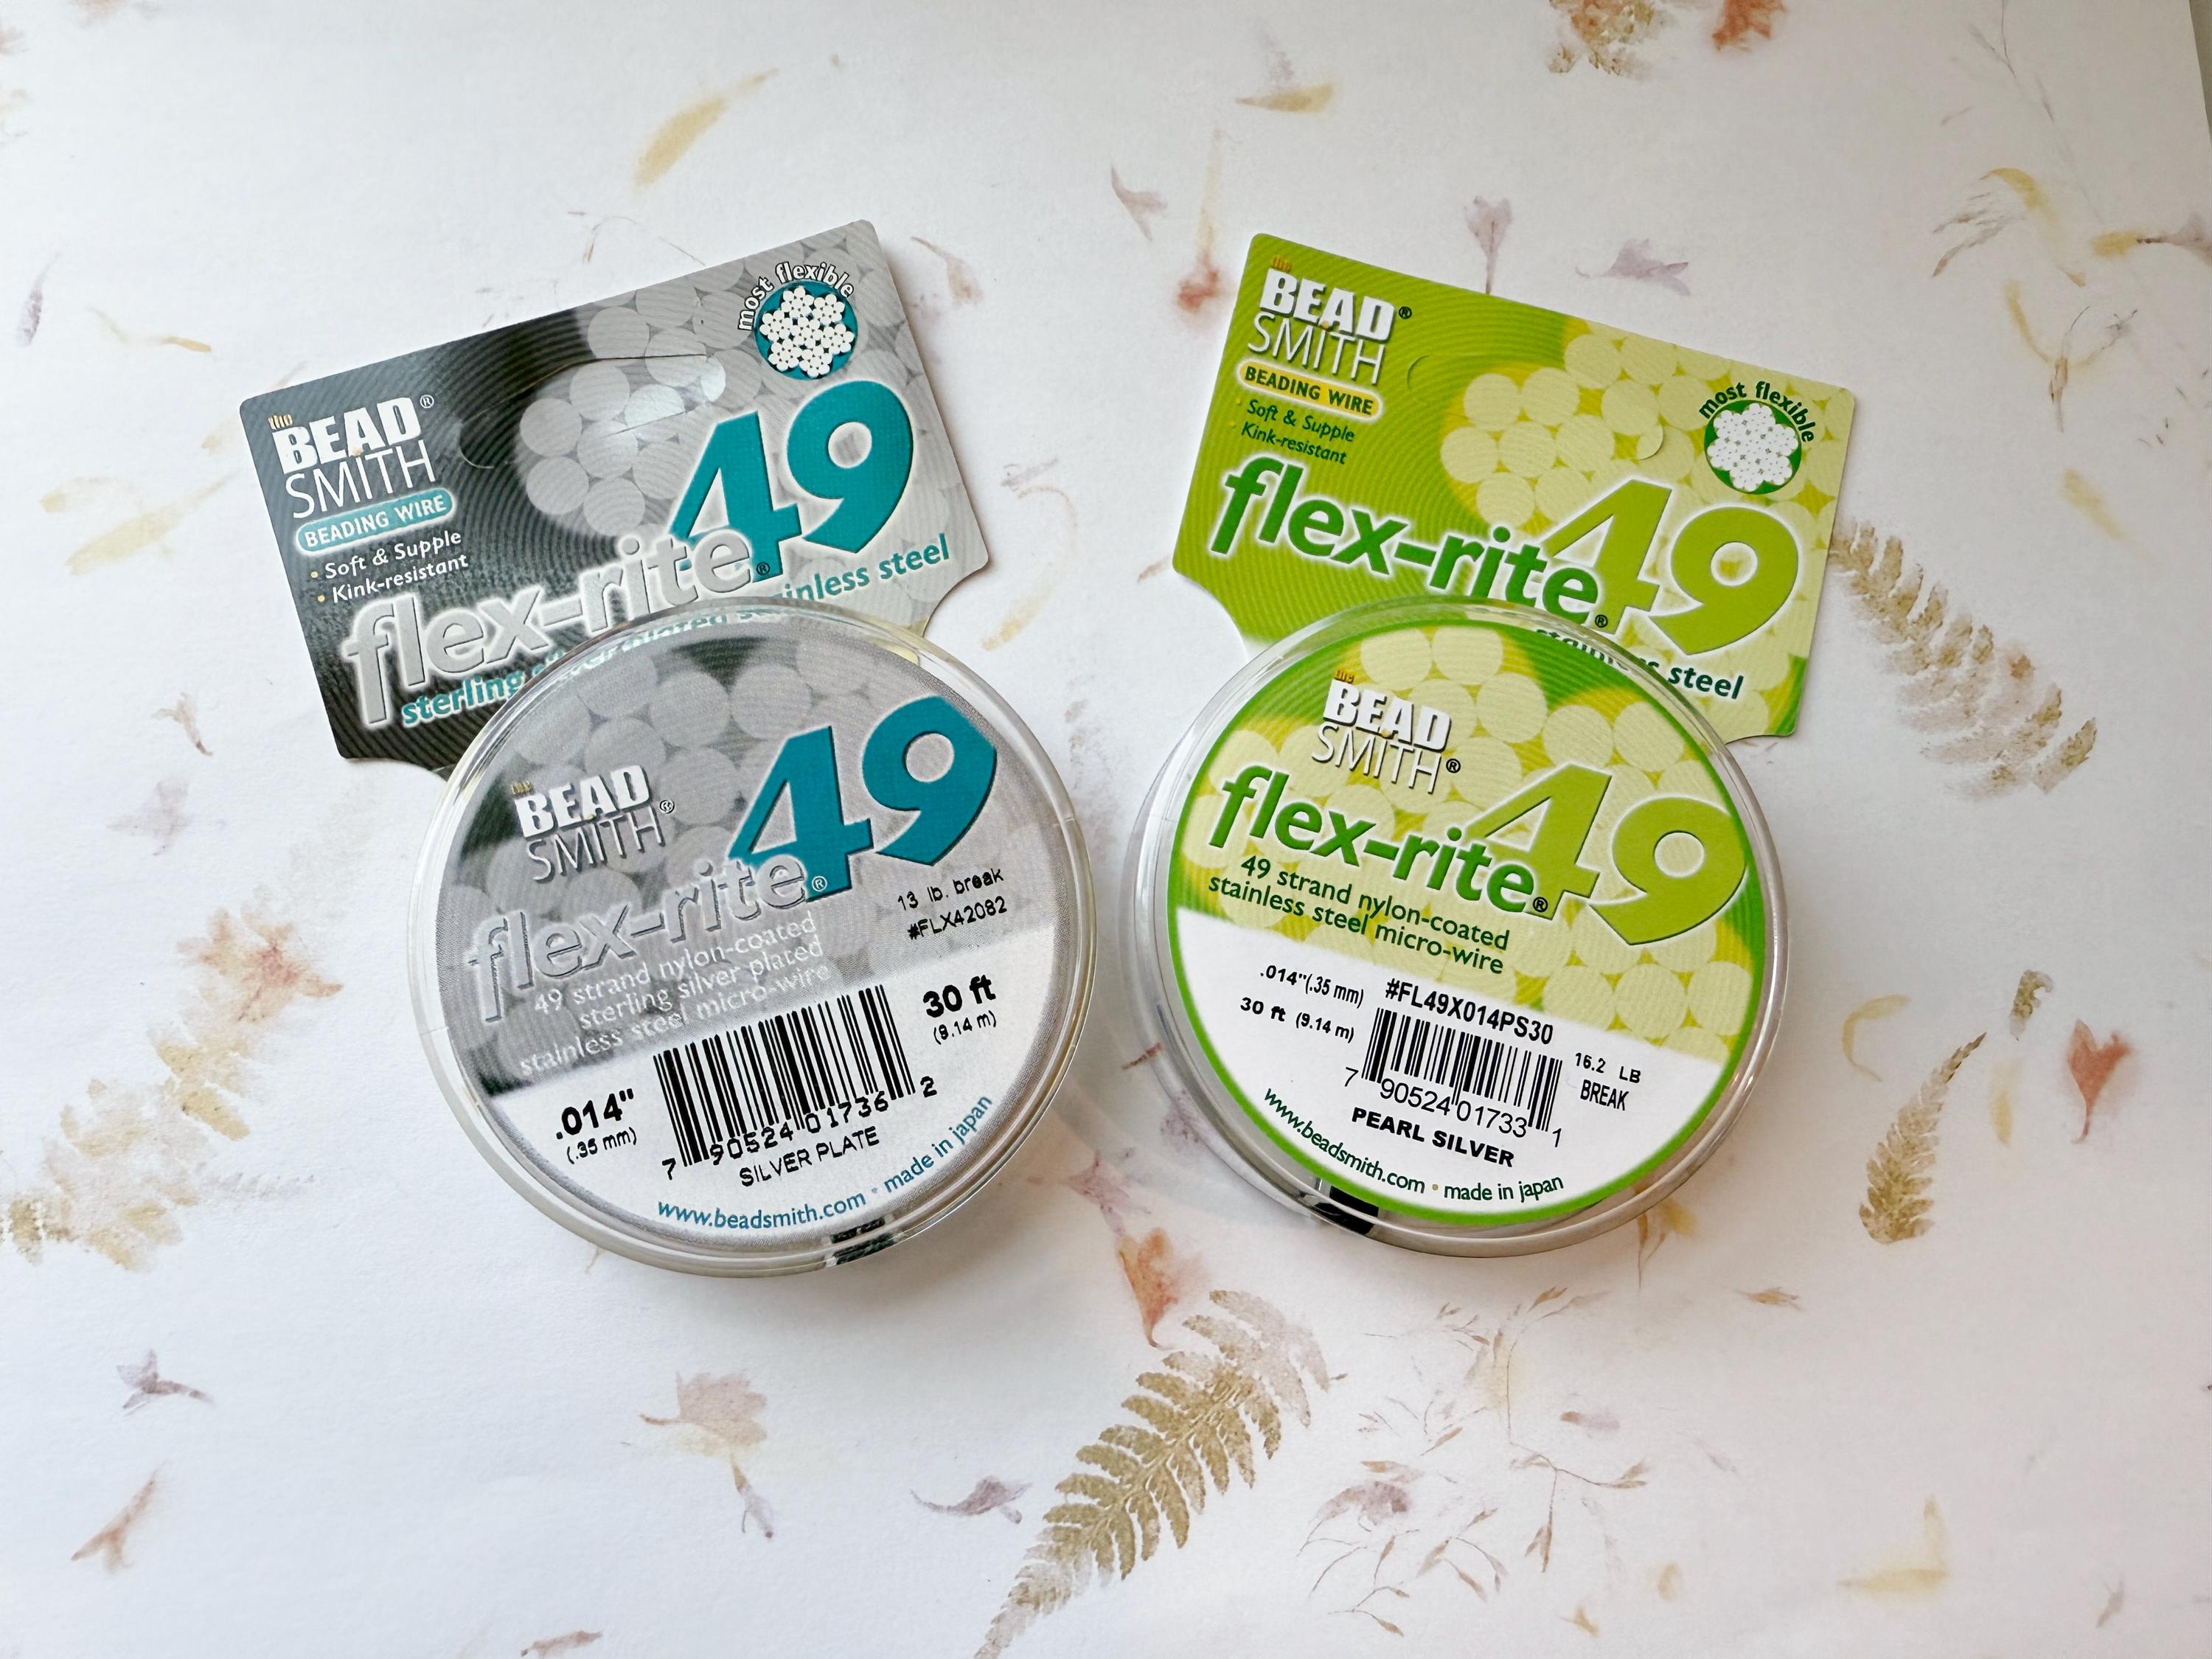 most flexible
the
BEAD
SMITH®
BEADING WIRE
• Soft & Supple
• Kink-resistant
flex-rite® 49
sterling silver plated stainless steel
the
BEAD
SMITH®
flex-rite® 49
49 strand nylon-coated
sterling silver plated
stainless steel micro-wire
13 lb. break
#FLX42082
30 ft
(9.14 m)
.014"
(.35 mm)
7 90524 01736 2
SILVER PLATE
www.beadsmith.com • made in japan
the
BEAD
SMITH®
BEADING WIRE
• Soft & Supple
• Kink-resistant
most flexible
flex-rite® 49
stainless steel
the
BEAD
SMITH®
flex-rite® 49
49 strand nylon-coated
stainless steel micro-wire
.014"(.35 mm) #FL49X014PS30
30 ft (9.14 m)
16.2 LB
BREAK
7 90524 01733 1
PEARL SILVER
www.beadsmith.com • made in japan